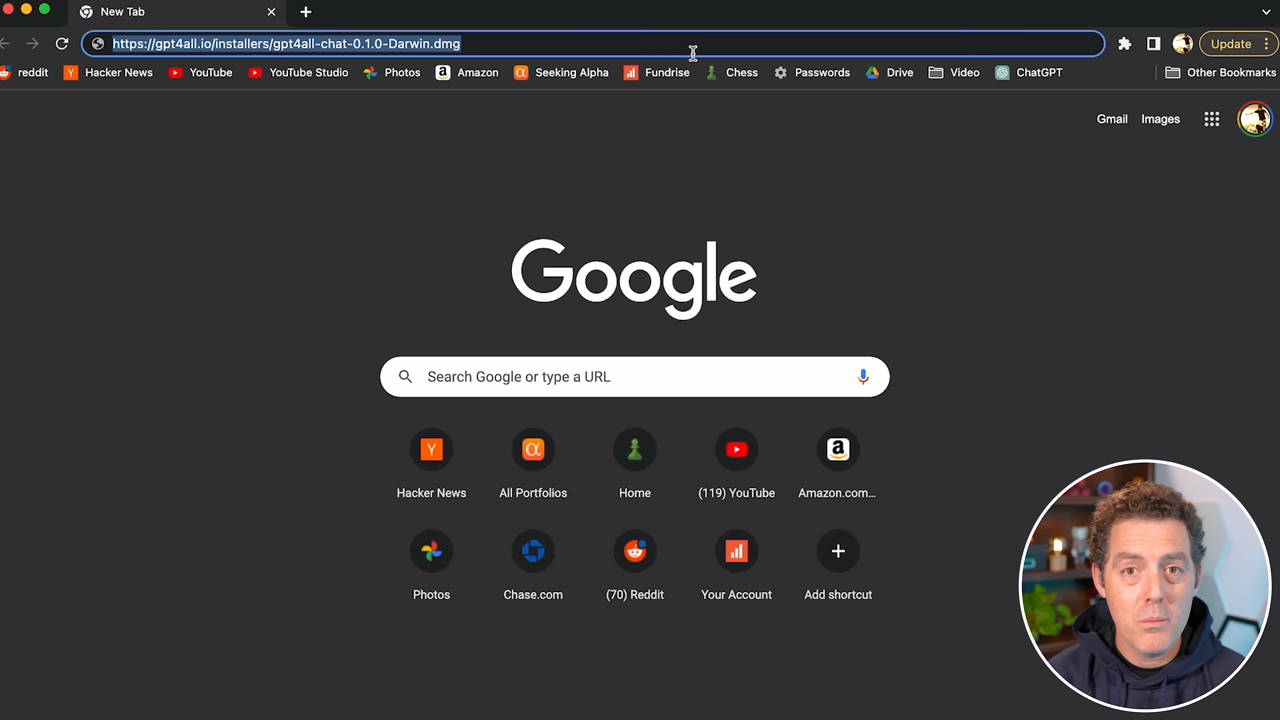 New Tab
https://gpt4all.io/installers/gpt4all-chat-0.1.0-Darwin.dmg
Update
reddit Hacker News YouTube YouTube Studio Photos Amazon Seeking Alpha Fundrise Chess Passwords Drive Video ChatGPT Other Bookmarks
Gmail Images
Google
Search Google or type a URL
Hacker News All Portfolios Home (119) YouTube Amazon.com...
Photos Chase.com (70) Reddit Your Account Add shortcut